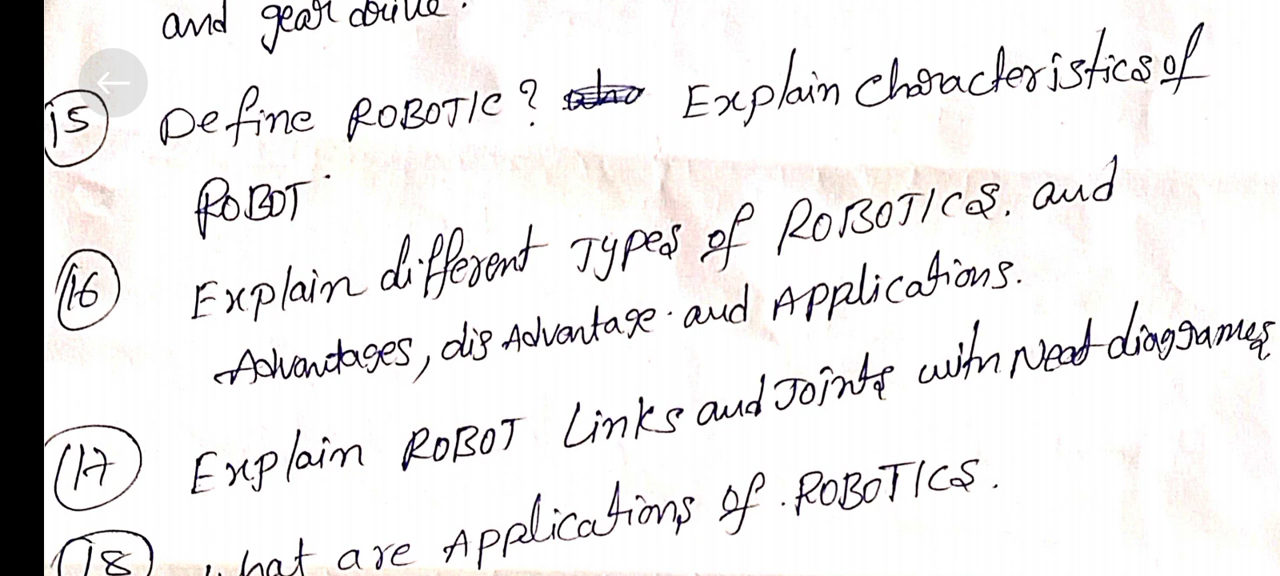 and gear drive.
15 Define ROBOTIC? Explain characteristics of
ROBOT.
16 Explain different Types of ROBOTICS. and
Advantages, dis Advantage. and Applications.
17 Explain ROBOT Links and Joints with Neat diagrames
18 What are Applications of ROBOTICS.